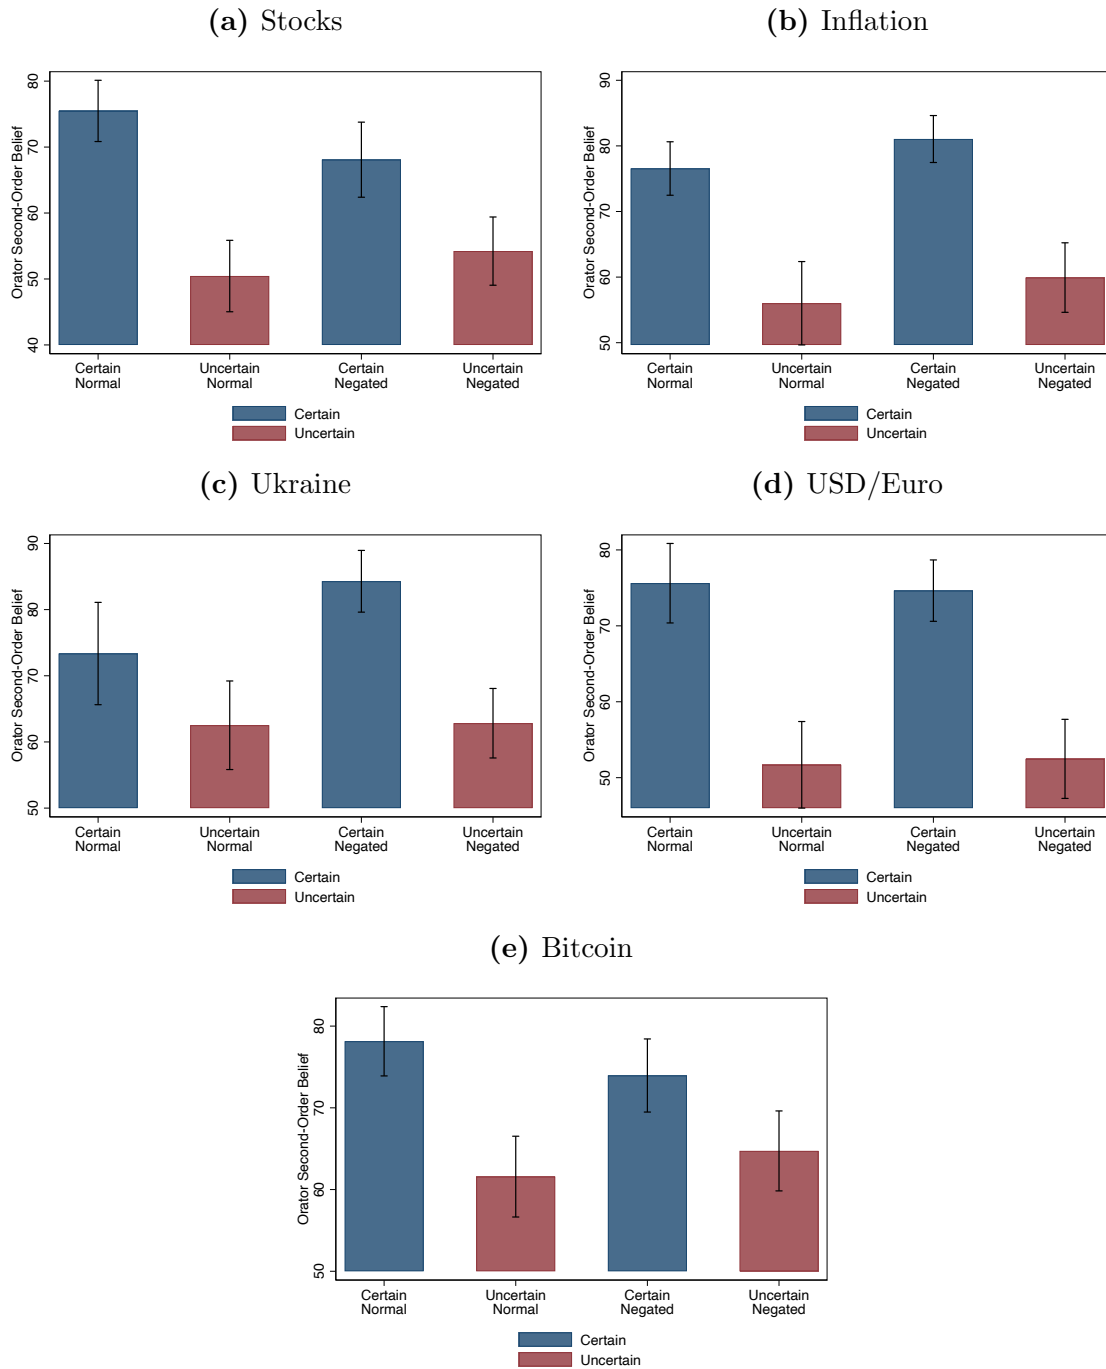 (a) Stocks
Orator Second-Order Belief
80
70
60
50
40
Certain Normal
Uncertain Normal
Certain Negated
Uncertain Negated
Certain
Uncertain
(b) Inflation
Orator Second-Order Belief
90
80
70
60
50
Certain Normal
Uncertain Normal
Certain Negated
Uncertain Negated
Certain
Uncertain
(c) Ukraine
Orator Second-Order Belief
90
80
70
60
50
Certain Normal
Uncertain Normal
Certain Negated
Uncertain Negated
Certain
Uncertain
(d) USD/Euro
Orator Second-Order Belief
80
70
60
50
Certain Normal
Uncertain Normal
Certain Negated
Uncertain Negated
Certain
Uncertain
(e) Bitcoin
Orator Second-Order Belief
80
70
60
50
Certain Normal
Uncertain Normal
Certain Negated
Uncertain Negated
Certain
Uncertain